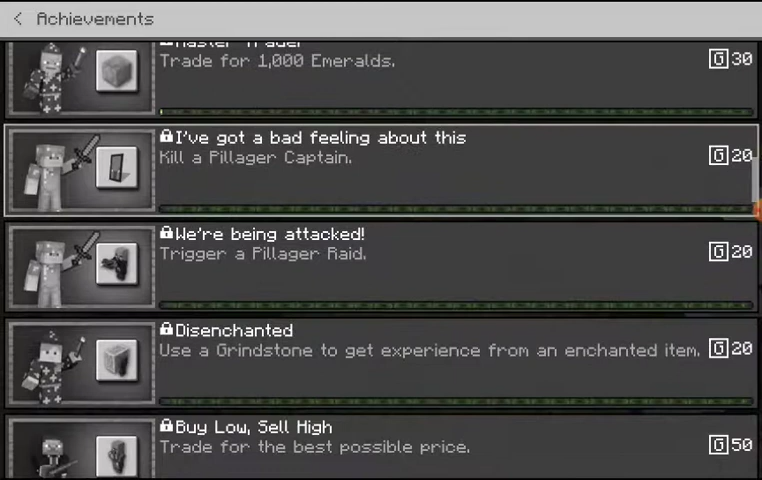 Achievements
Master Trader
Trade for 1,000 Emeralds.
G 30
I've got a bad feeling about this
Kill a Pillager Captain.
G 20
We're being attacked!
Trigger a Pillager Raid.
G 20
Disenchanted
Use a Grindstone to get experience from an enchanted item.
G 20
Buy Low, Sell High
Trade for the best possible price.
G 50